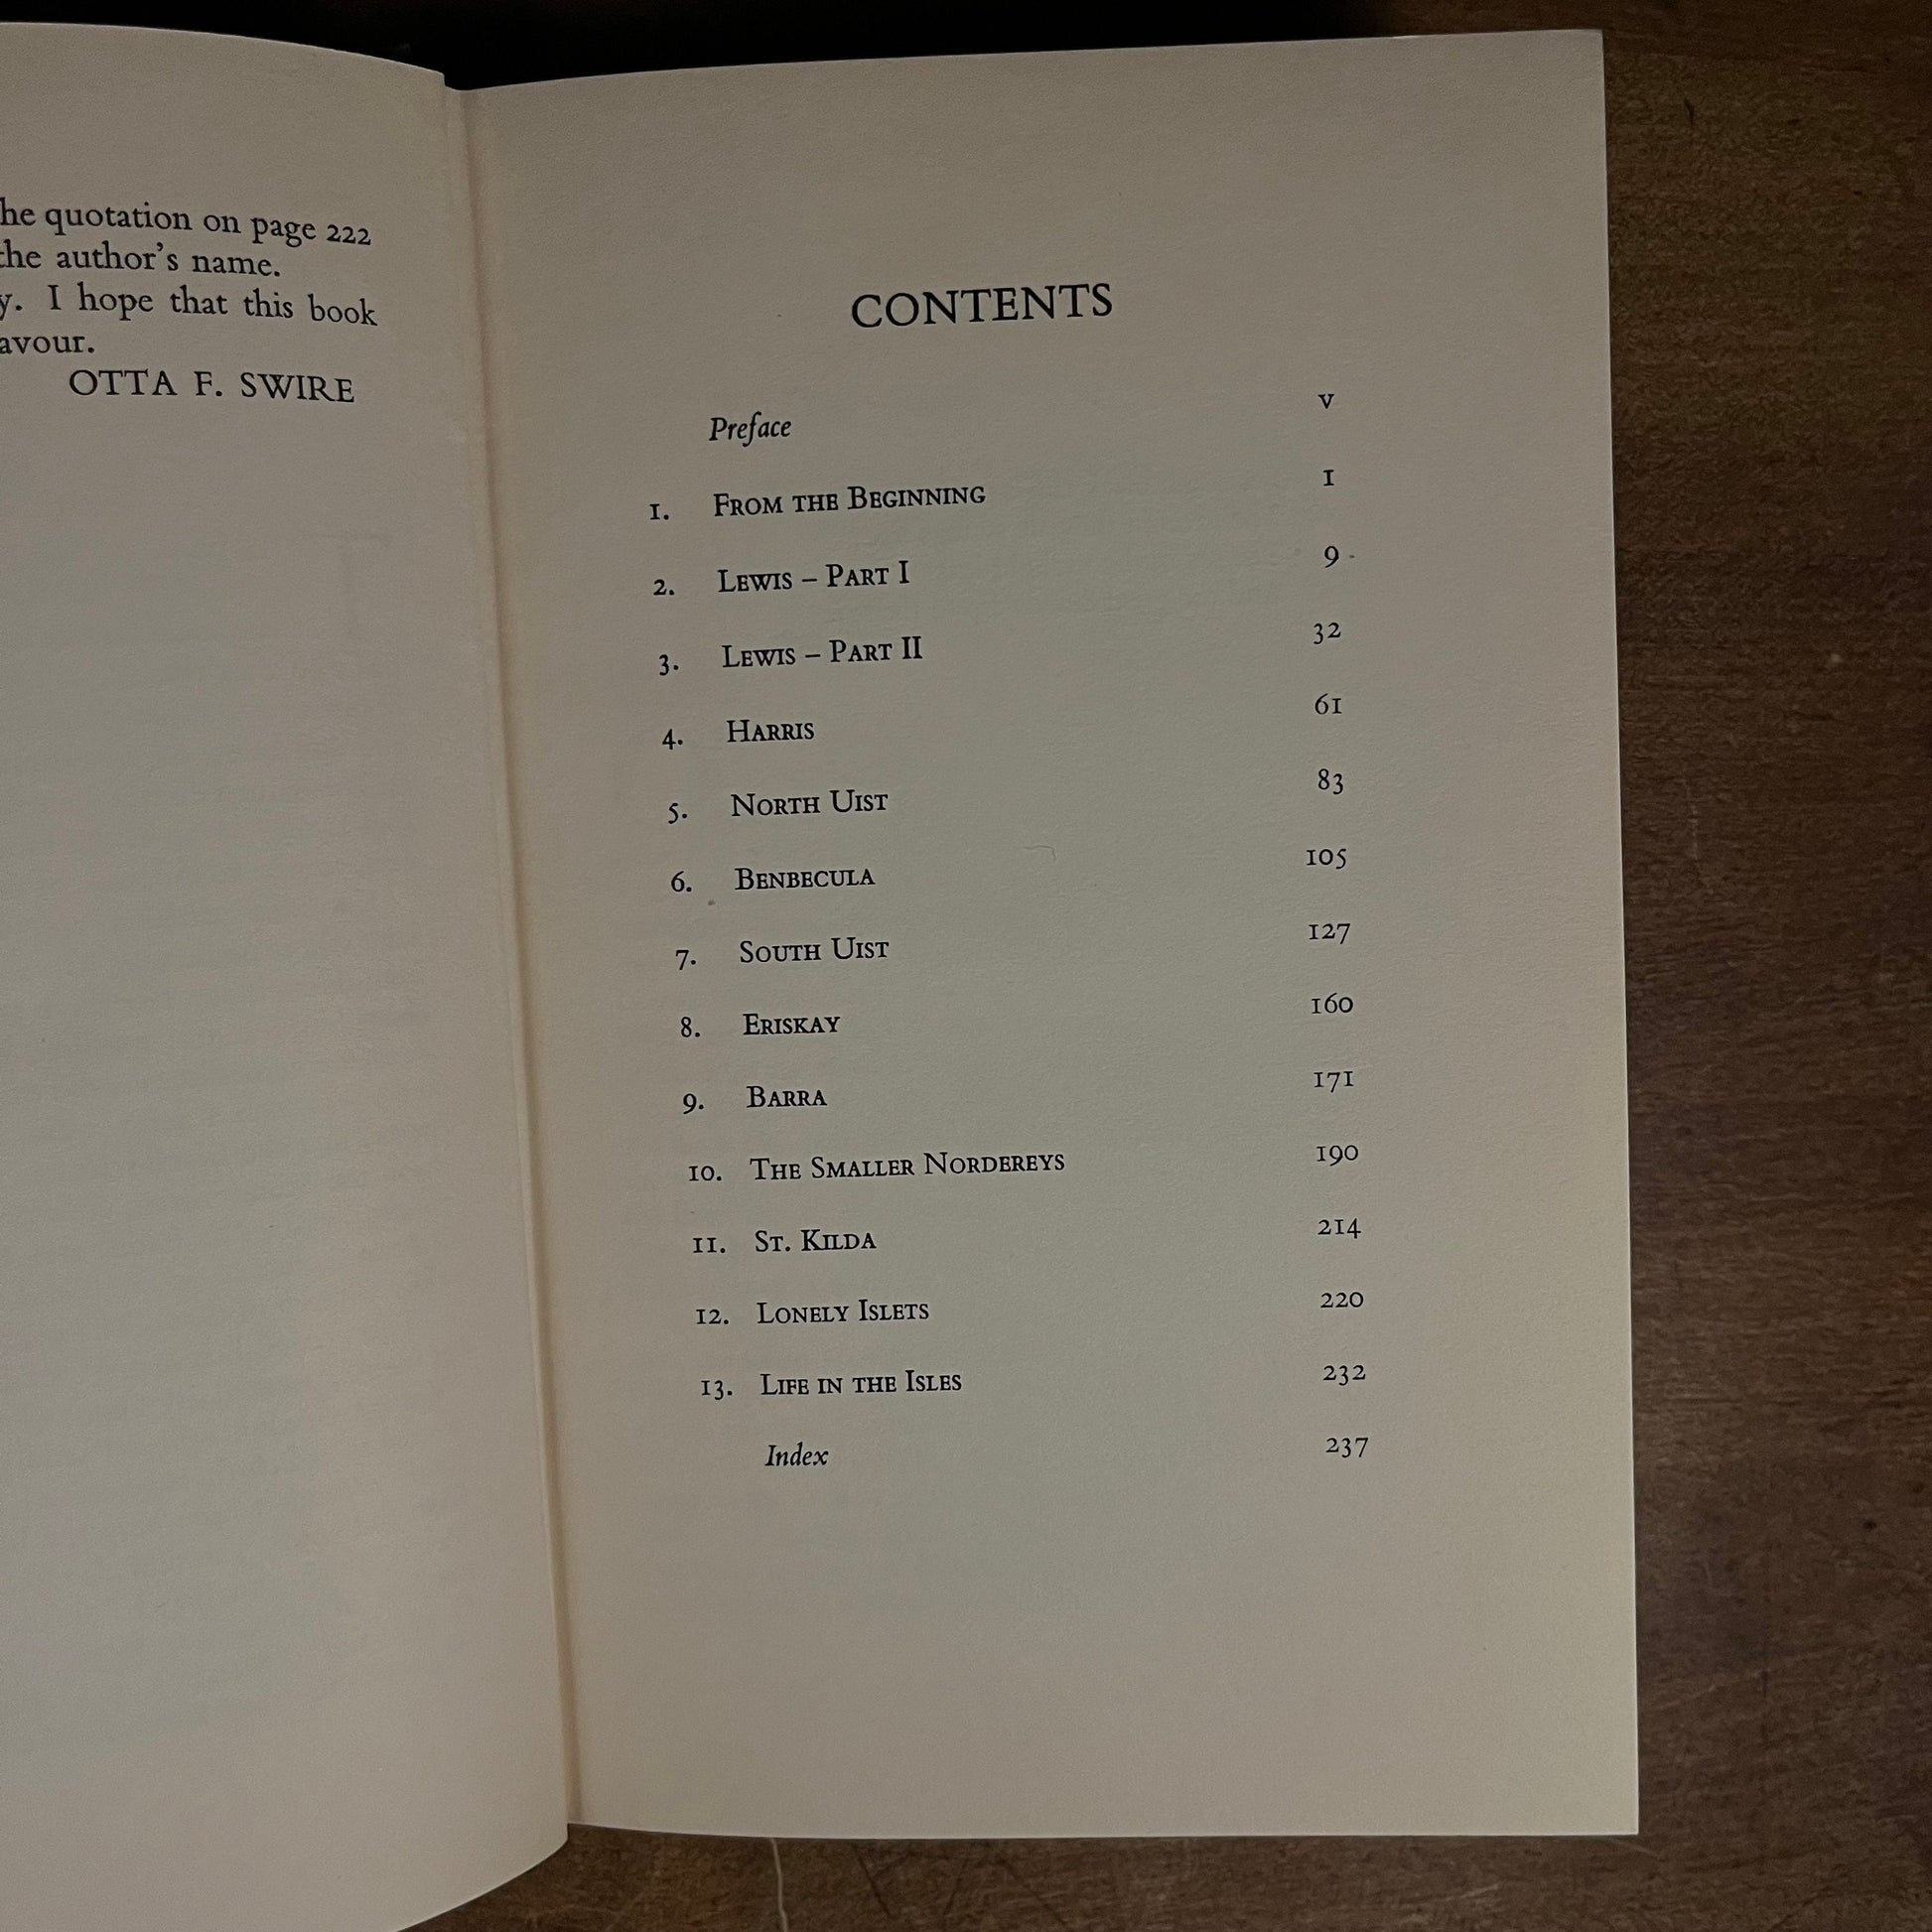 he quotation on page 222
the author's name.
y. I hope that this book
avour.
OTTA F. SWIRE
CONTENTS
Preface v
1. FROM THE BEGINNING 1
2. LEWIS – PART I 9
3. LEWIS – PART II 32
4. HARRIS 61
5. NORTH UIST 83
6. BENBECULA 105
7. SOUTH UIST 127
8. ERISKAY 160
9. BARRA 171
10. THE SMALLER NORDEREYS 190
11. ST. KILDA 214
12. LONELY ISLETS 220
13. LIFE IN THE ISLES 232
Index 237